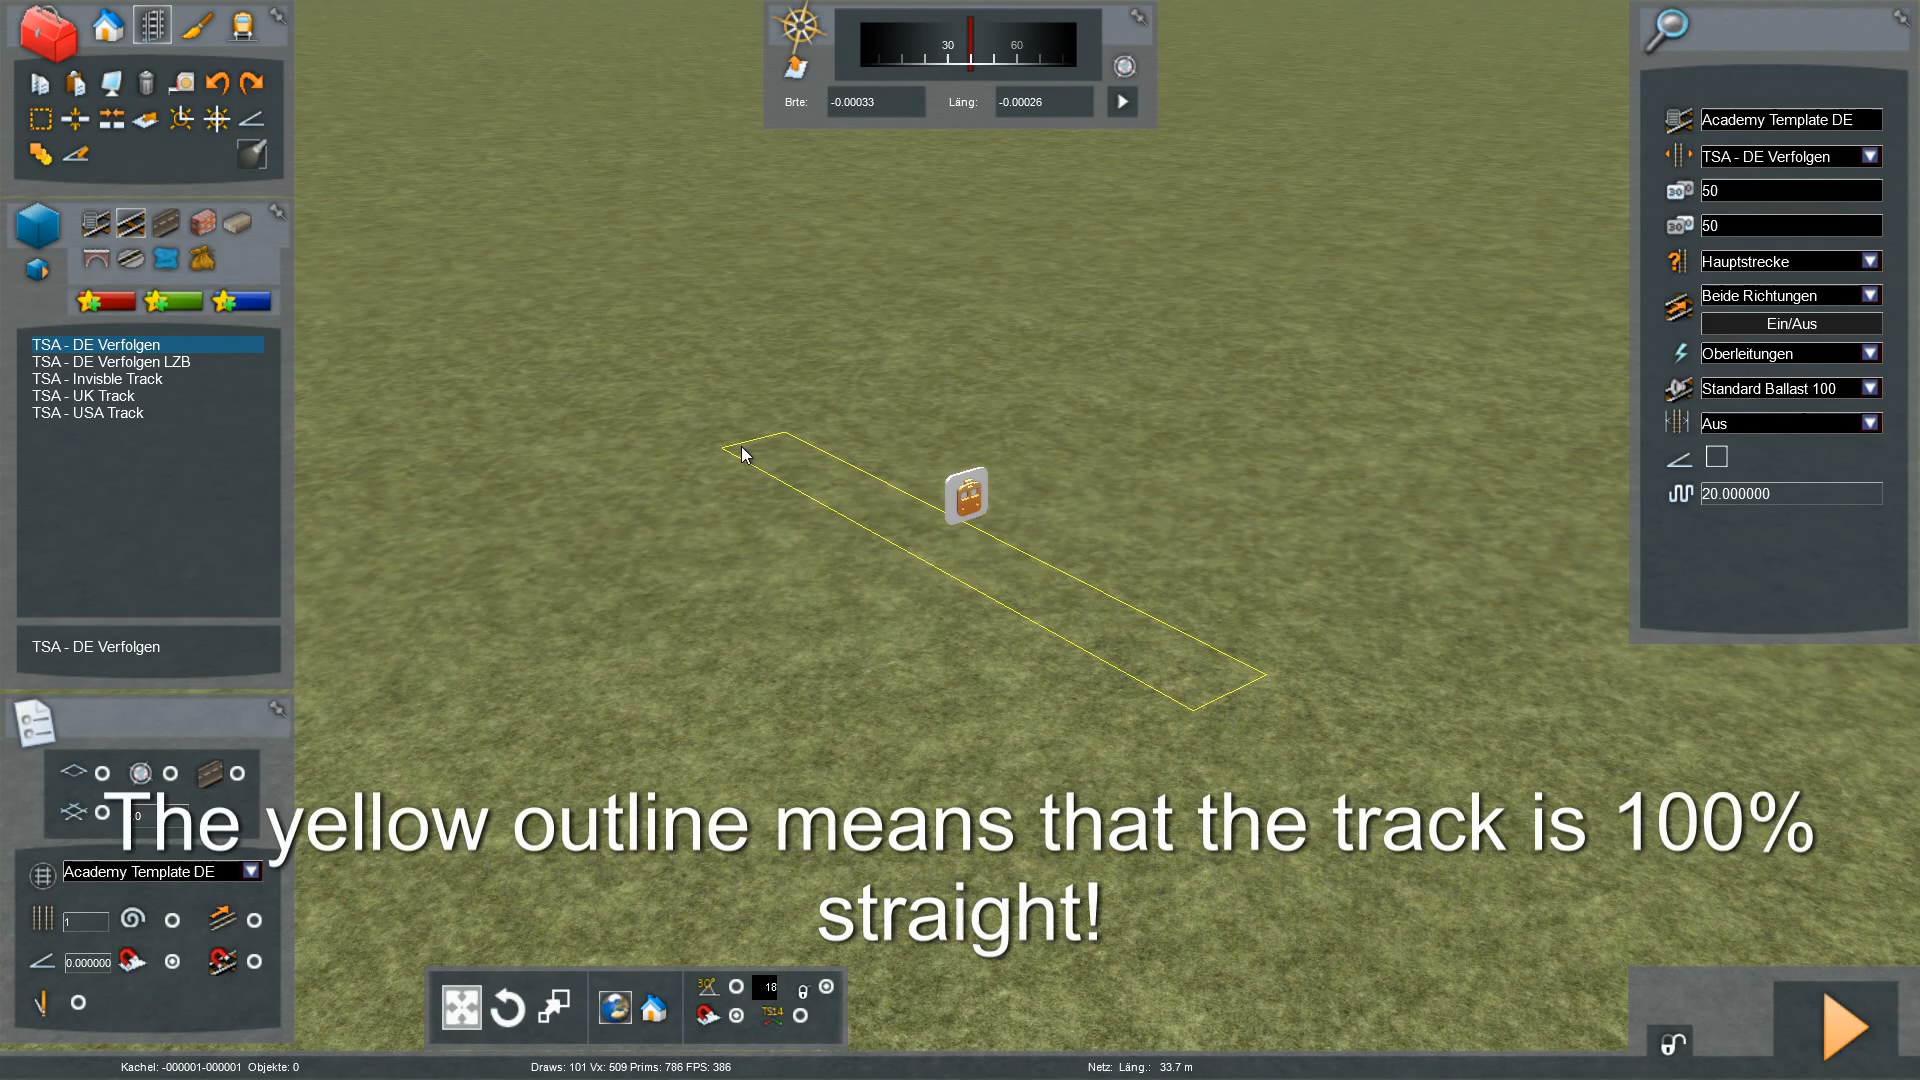 30 60
Brte: -0.00033 Läng: -0.00026
Academy Template DE
TSA - DE Verfolgen
50
50
Hauptstrecke
Beide Richtungen
Ein/Aus
Oberleitungen
Standard Ballast 100
Aus
20.000000
TSA - DE Verfolgen
TSA - DE Verfolgen LZB
TSA - Invisble Track
TSA - UK Track
TSA - USA Track
TSA - DE Verfolgen
The yellow outline means that the track is 100%
straight!
Academy Template DE
1
0.000000
30°
18
TS14
Kachel: -000001-000001 Objekte: 0
Draws: 101 Vx: 509 Prims: 786 FPS: 386
Netz: Läng.: 33.7 m